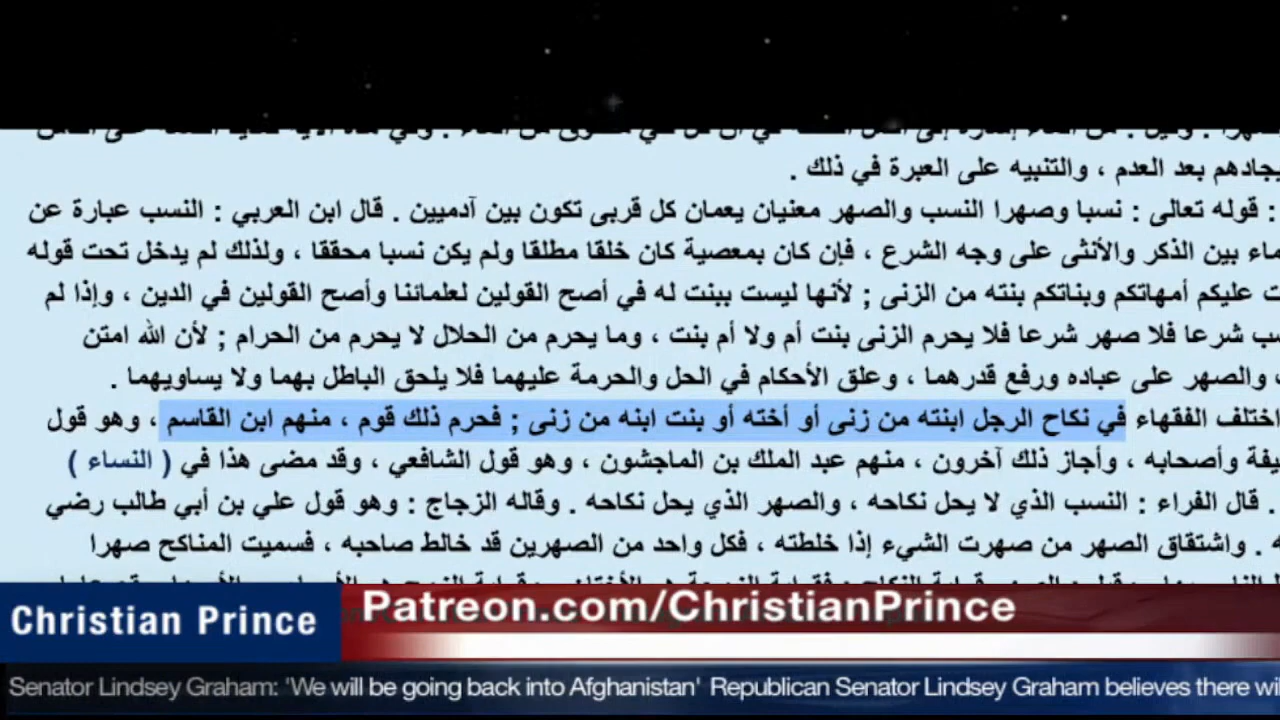 يجادهم بعد العدم ، والتنبيه على العبرة في ذلك .
: قوله تعالى : نسبا وصهرا النسب والصهر معنيان يعمان كل قربى تكون بين آدميين . قال ابن العربي : النسب عبارة عن
ماء بين الذكر والأنثى على وجه الشرع ، فإن كان بمعصية كان خلقا مطلقا ولم يكن نسبا محققا ، ولذلك لم يدخل تحت قوله
ت عليكم أمهاتكم وبناتكم بنته من الزنى ; لأنها ليست ببنت له في أصح القولين لعلمائنا وأصح القولين في الدين ، وإذا لم
سب شرعا فلا صهر شرعا فلا يحرم الزنى بنت أم ولا أم بنت ، وما يحرم من الحلال لا يحرم من الحرام ; لأن الله امتن
والصهر على عباده ورفع قدرهما ، وعلق الأحكام في الحل والحرمة عليهما فلا يلحق الباطل بهما ولا يساويهما .
اختلف الفقهاء في نكاح الرجل ابنته من زنى أو أخته أو بنت ابنه من زنى ; فحرم ذلك قوم ، منهم ابن القاسم ، وهو قول
يفة وأصحابه ، وأجاز ذلك آخرون ، منهم عبد الملك بن الماجشون ، وهو قول الشافعي ، وقد مضى هذا في ( النساء )
. قال الفراء : النسب الذي لا يحل نكاحه ، والصهر الذي يحل نكاحه . وقاله الزجاج : وهو قول علي بن أبي طالب رضي
ه . واشتقاق الصهر من صهرت الشيء إذا خلطته ، فكل واحد من الصهرين قد خالط صاحبه ، فسميت المناكح صهرا
Christian Prince
Patreon.com/ChristianPrince
Senator Lindsey Graham: 'We will be going back into Afghanistan' Republican Senator Lindsey Graham believes there wil